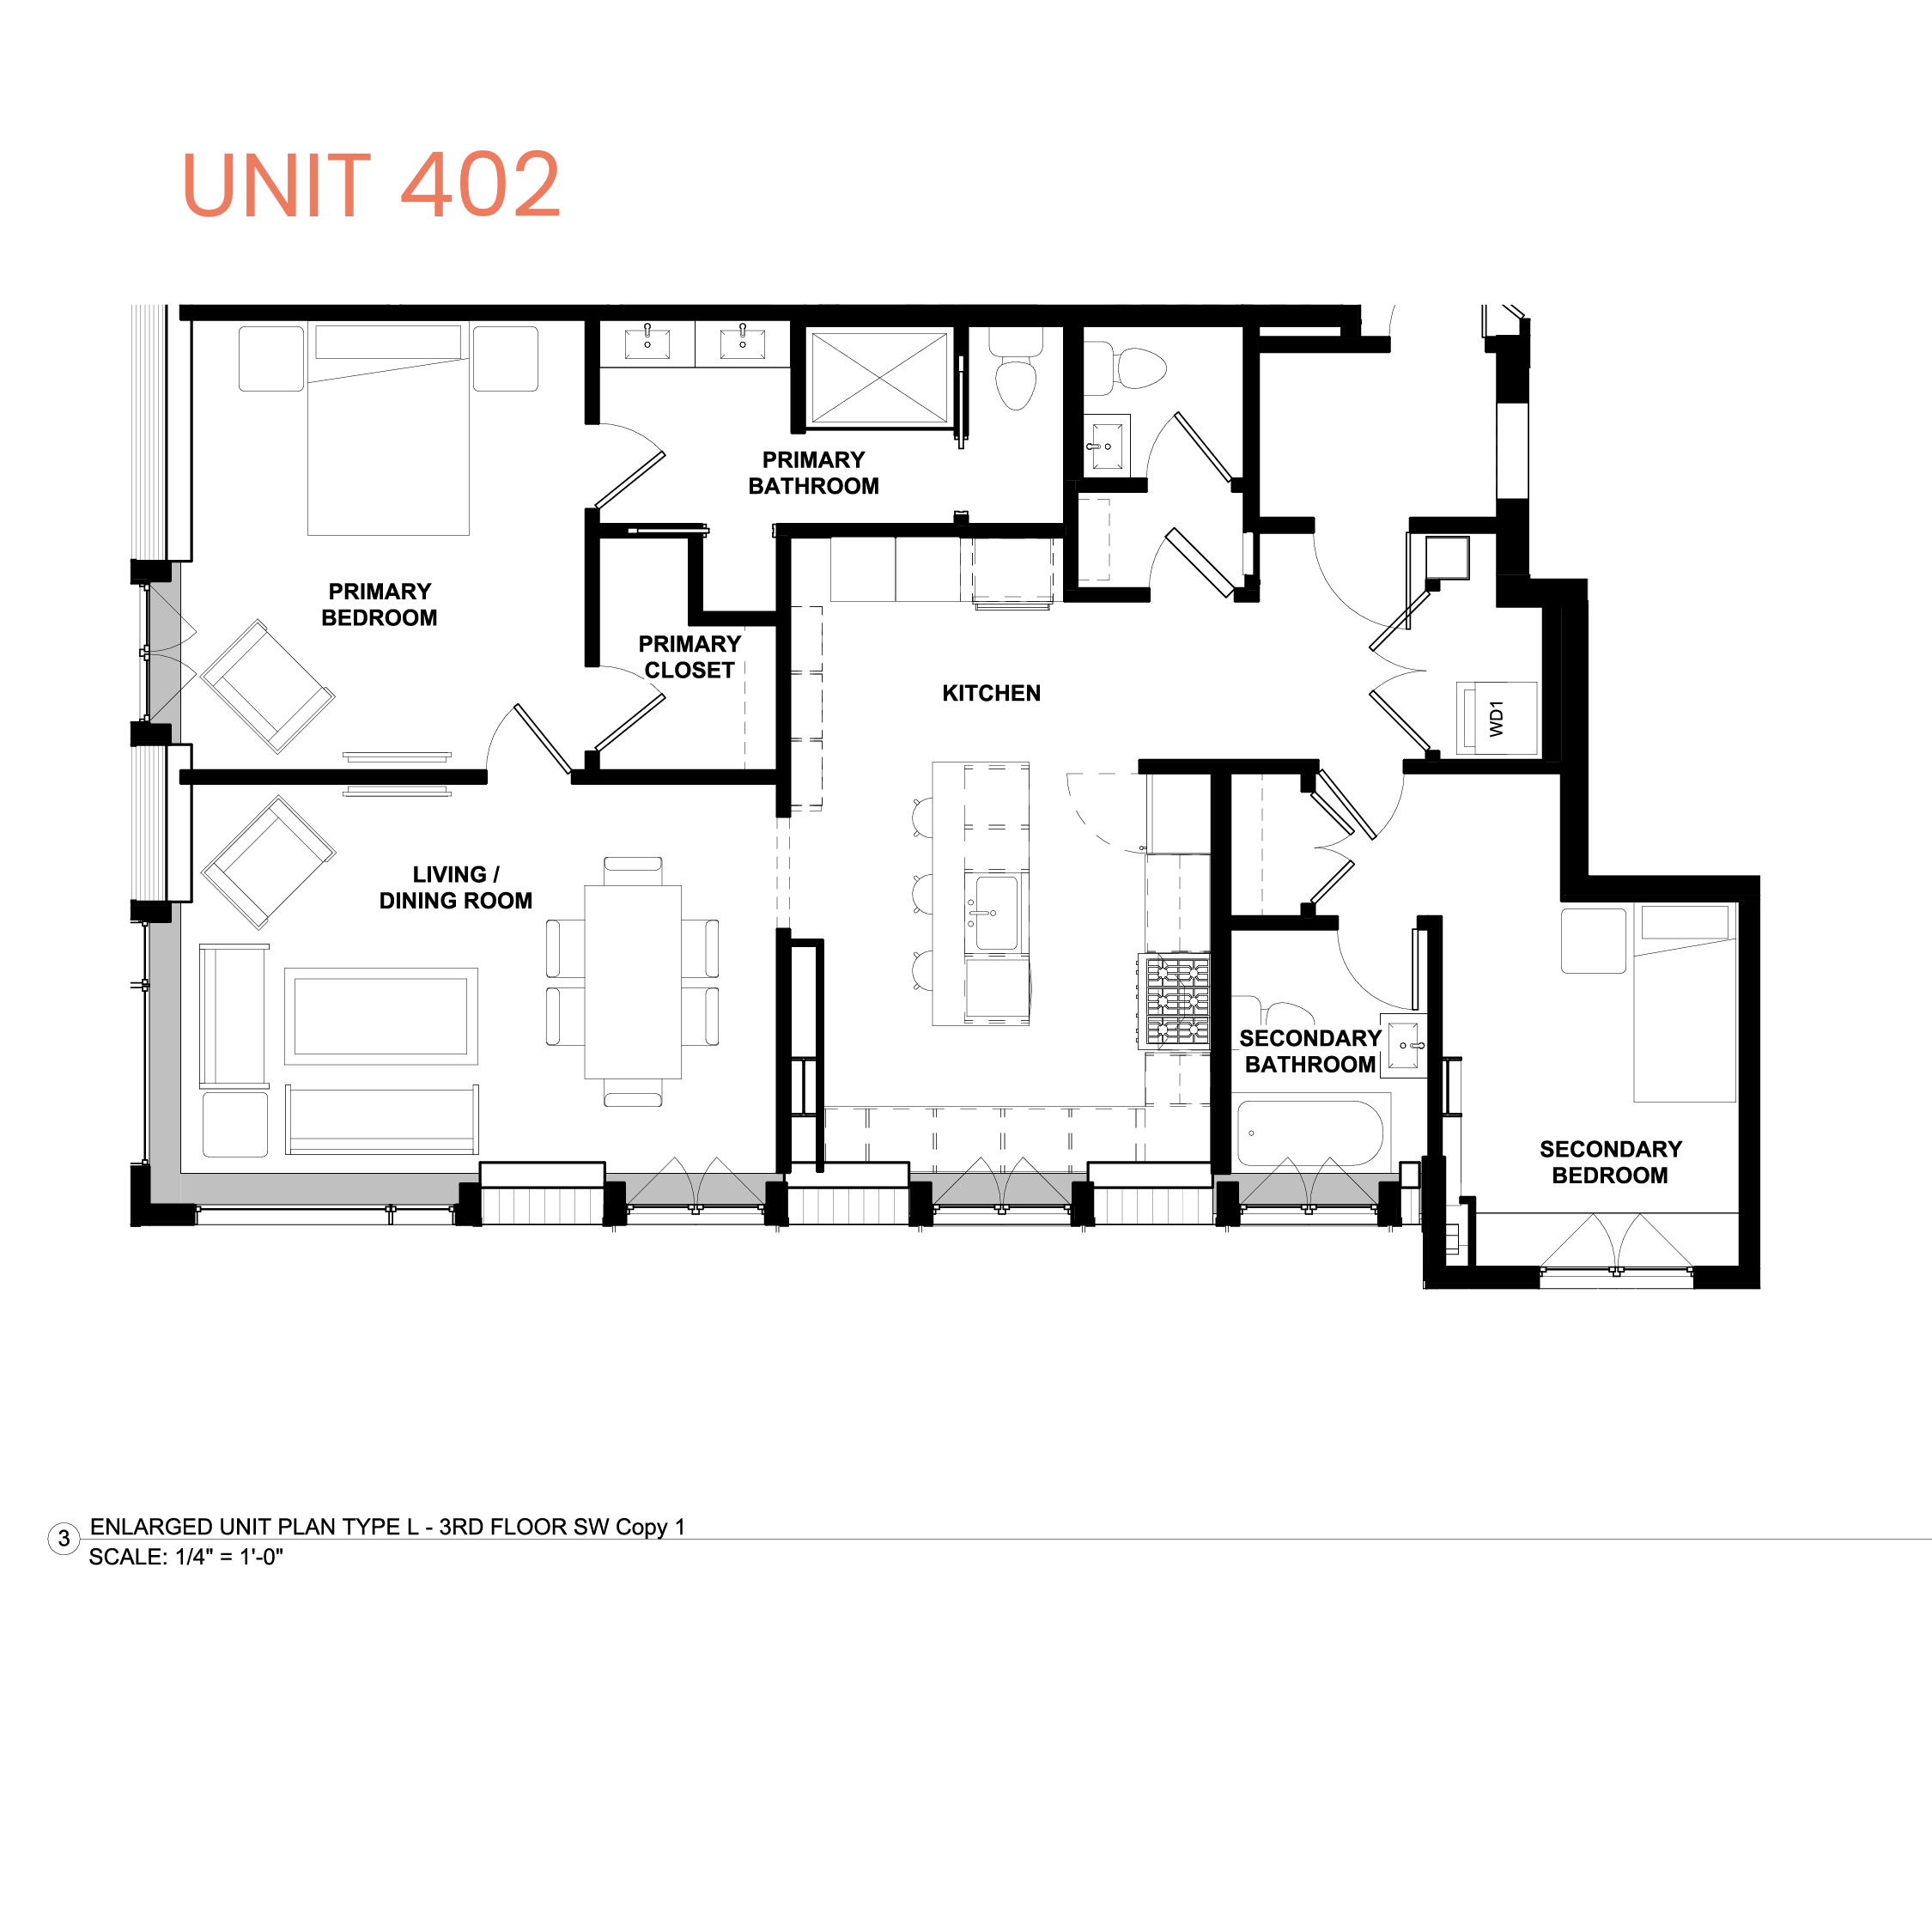 UNIT 402
PRIMARY
BATHROOM
PRIMARY
BEDROOM
PRIMARY
CLOSET
KITCHEN
WD1
LIVING /
DINING ROOM
SECONDARY
BATHROOM
SECONDARY
BEDROOM
3
ENLARGED UNIT PLAN TYPE L - 3RD FLOOR SW Copy 1
SCALE: 1/4" = 1'-0"